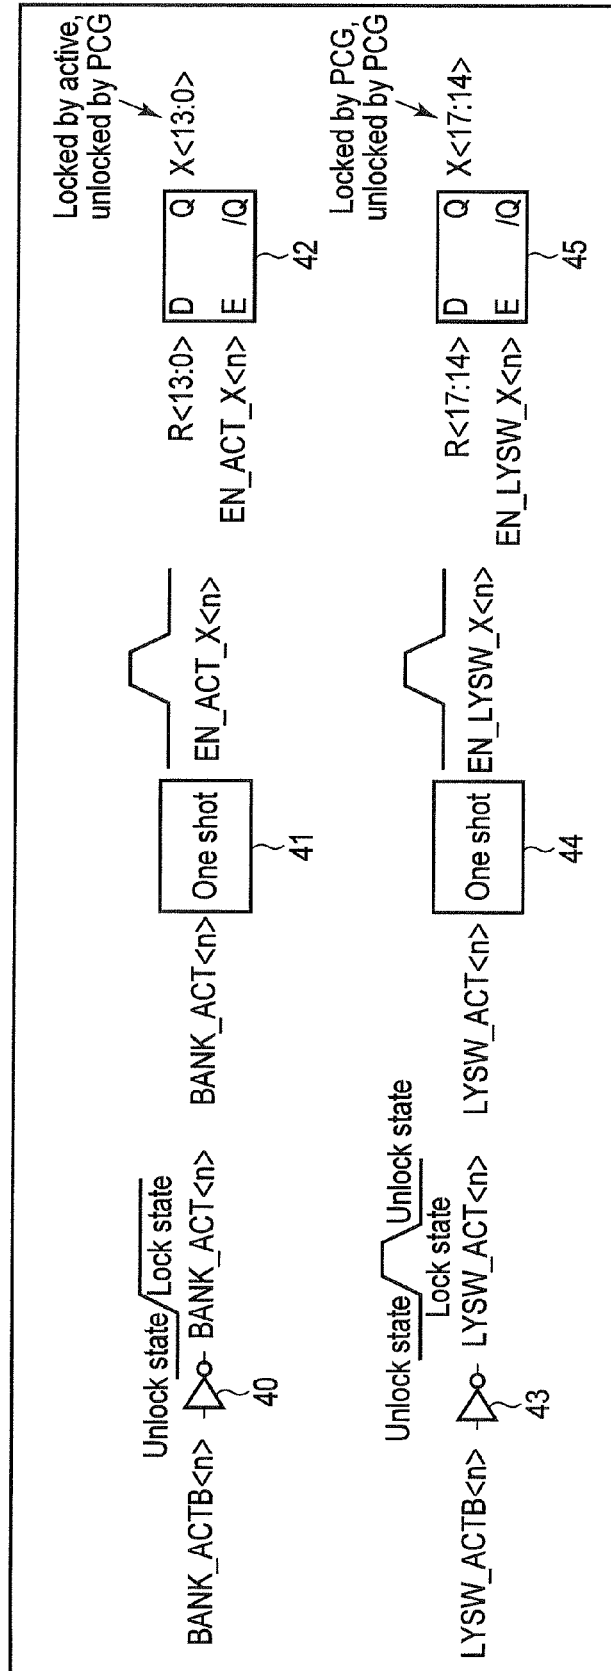 BANK_ACTB<n>
40
Unlock state
Lock state
BANK_ACT<n>
BANK_ACT<n>
One shot
41
EN_ACT_X<n>
R<13:0>
EN_ACT_X<n>
D
Q
E
/Q
42
Locked by active,
unlocked by PCG
X<13:0>
LYSW_ACTB<n>
43
Unlock state
Lock state
Unlock state
LYSW_ACT<n>
LYSW_ACT<n>
One shot
44
EN_LYSW_X<n>
R<17:14>
EN_LYSW_X<n>
D
Q
E
/Q
45
Locked by PCG,
unlocked by PCG
X<17:14>